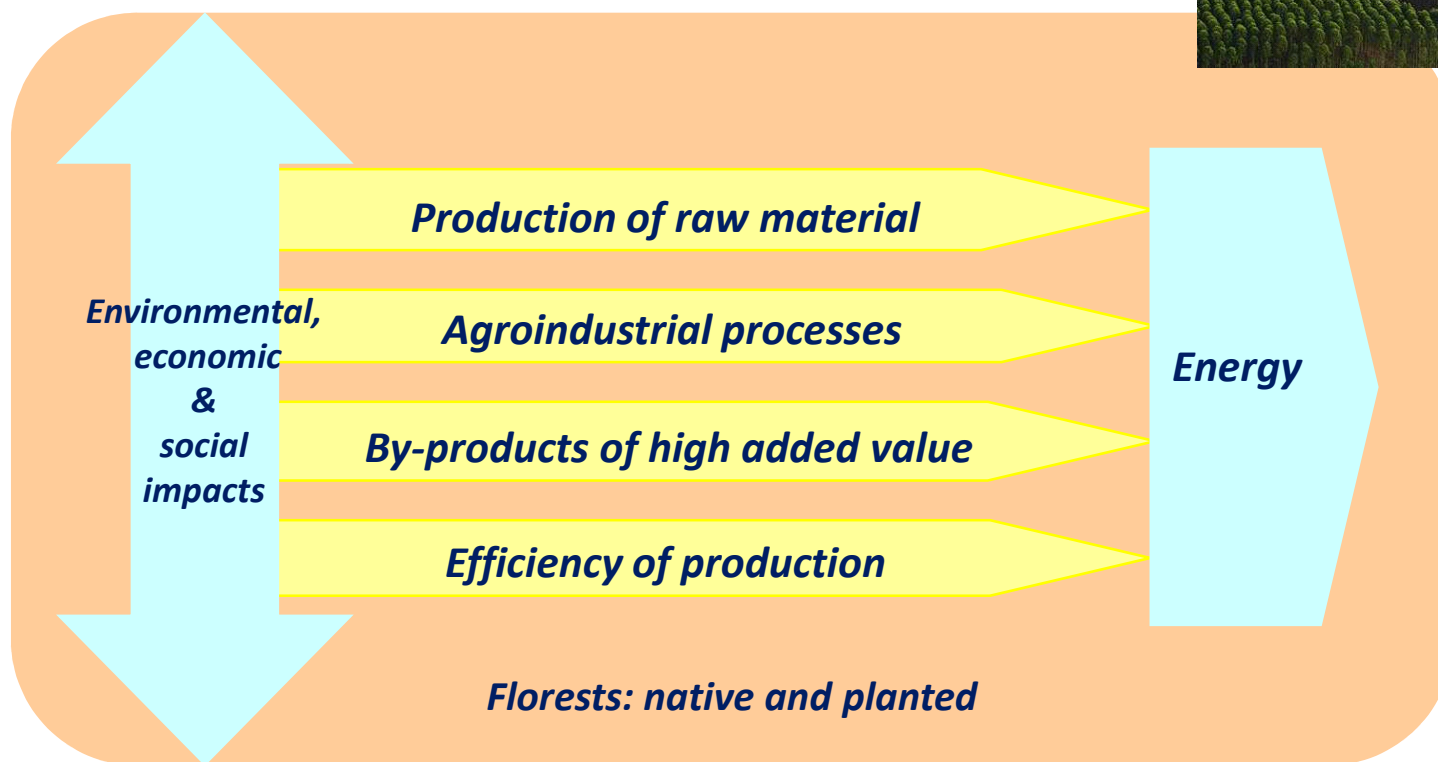 Production of raw material
Environmental,
economic
&
social
impacts
Agroindustrial processes
Energy
By-products of high added value
Efficiency of production
Florests: native and planted